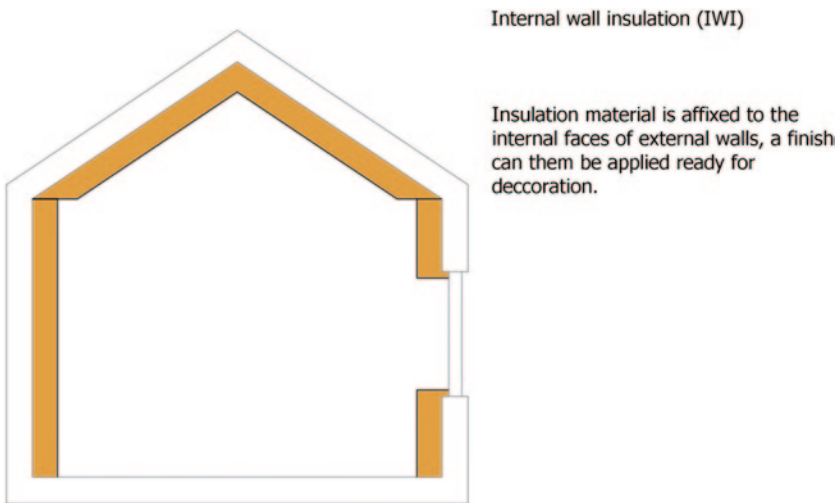 Internal wall insulation (IWI)
Insulation material is affixed to the
internal faces of external walls, a finish
can them be applied ready for
deccoration.